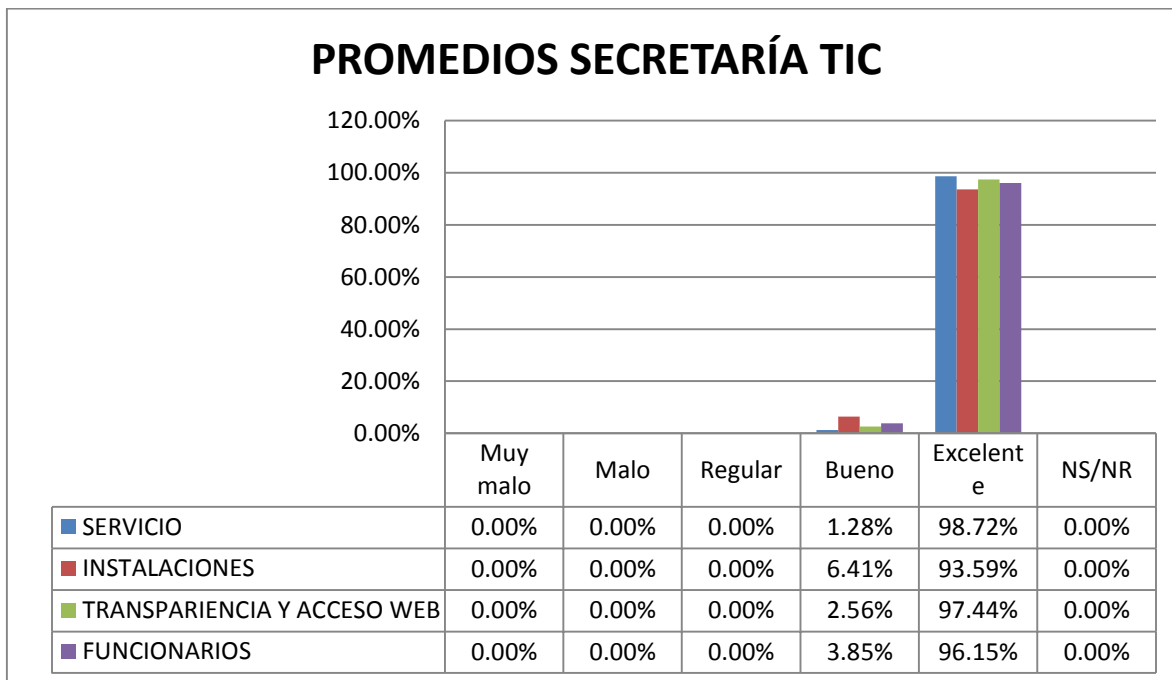 PROMEDIOS SECRETARÍA TIC
120.00%
100.00%
80.00%
60.00%
40.00%
20.00%
0.00%
Muy malo Malo Regular Bueno Excelente NS/NR
SERVICIO 0.00% 0.00% 0.00% 1.28% 98.72% 0.00%
INSTALACIONES 0.00% 0.00% 0.00% 6.41% 93.59% 0.00%
TRANSPARIENCIA Y ACCESO WEB 0.00% 0.00% 0.00% 2.56% 97.44% 0.00%
FUNCIONARIOS 0.00% 0.00% 0.00% 3.85% 96.15% 0.00%